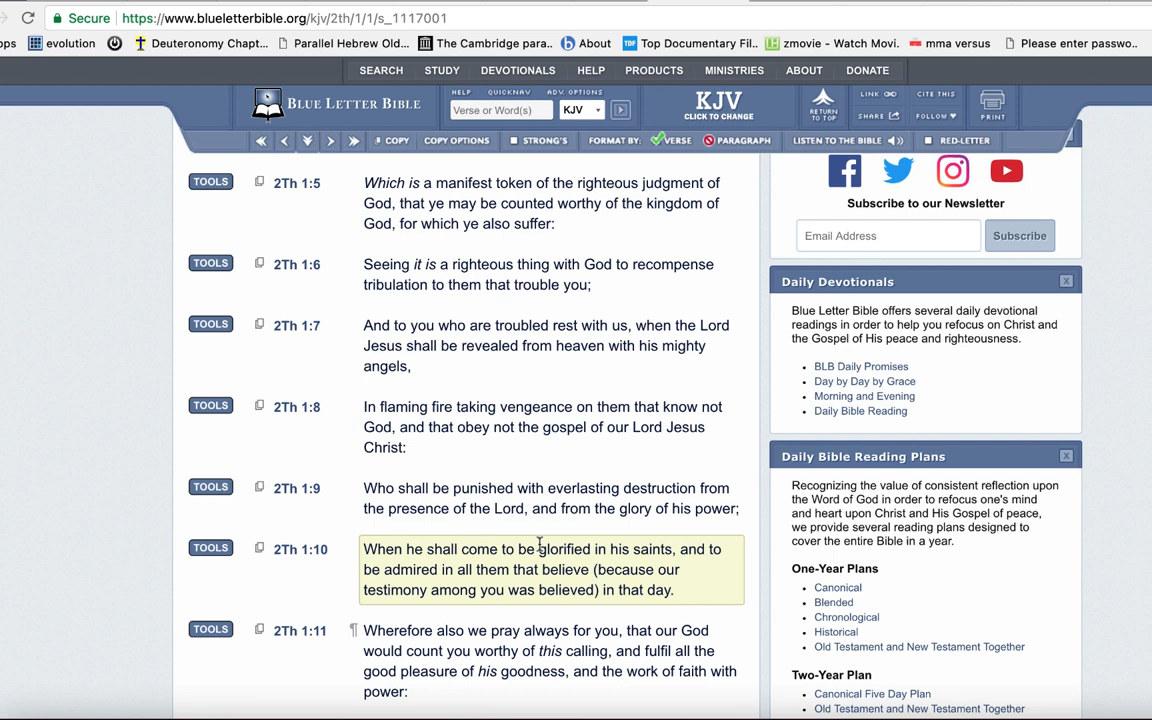 Secure https://www.blueletterbible.org/kjv/2th/1/1/s_1117001
ops evolution Deuteronomy Chapt... Parallel Hebrew Old... The Cambridge para.. About Top Documentary Fil.. zmovie - Watch Movi. mma versus Please enter passwo..
SEARCH STUDY DEVOTIONALS HELP PRODUCTS MINISTRIES ABOUT DONATE
HELP QUICKNAV ADV. OPTIONS
BLUE LETTER BIBLE
Verse or Word(s) KJV
KJV
CLICK TO CHANGE
RETURN
TO TOP
LINK CITE THIS
SHARE FOLLOW PRINT
COPY COPY OPTIONS STRONG'S FORMAT BY: VERSE PARAGRAPH LISTEN TO THE BIBLE RED-LETTER
TOOLS 2Th 1:5 Which is a manifest token of the righteous judgment of
God, that ye may be counted worthy of the kingdom of
God, for which ye also suffer:
TOOLS 2Th 1:6 Seeing it is a righteous thing with God to recompense
tribulation to them that trouble you;
TOOLS 2Th 1:7 And to you who are troubled rest with us, when the Lord
Jesus shall be revealed from heaven with his mighty
angels,
TOOLS 2Th 1:8 In flaming fire taking vengeance on them that know not
God, and that obey not the gospel of our Lord Jesus
Christ:
TOOLS 2Th 1:9 Who shall be punished with everlasting destruction from
the presence of the Lord, and from the glory of his power;
TOOLS 2Th 1:10 When he shall come to be glorified in his saints, and to
be admired in all them that believe (because our
testimony among you was believed) in that day.
TOOLS 2Th 1:11 ¶ Wherefore also we pray always for you, that our God
would count you worthy of this calling, and fulfil all the
good pleasure of his goodness, and the work of faith with
power:
Subscribe to our Newsletter
Email Address Subscribe
Daily Devotionals X
Blue Letter Bible offers several daily devotional
readings in order to help you refocus on Christ and
the Gospel of His peace and righteousness.
• BLB Daily Promises
• Day by Day by Grace
• Morning and Evening
• Daily Bible Reading
Daily Bible Reading Plans X
Recognizing the value of consistent reflection upon
the Word of God in order to refocus one's mind
and heart upon Christ and His Gospel of peace,
we provide several reading plans designed to
cover the entire Bible in a year.
One-Year Plans
• Canonical
• Blended
• Chronological
• Historical
• Old Testament and New Testament Together
Two-Year Plan
• Canonical Five Day Plan
• Old Testament and New Testament Together